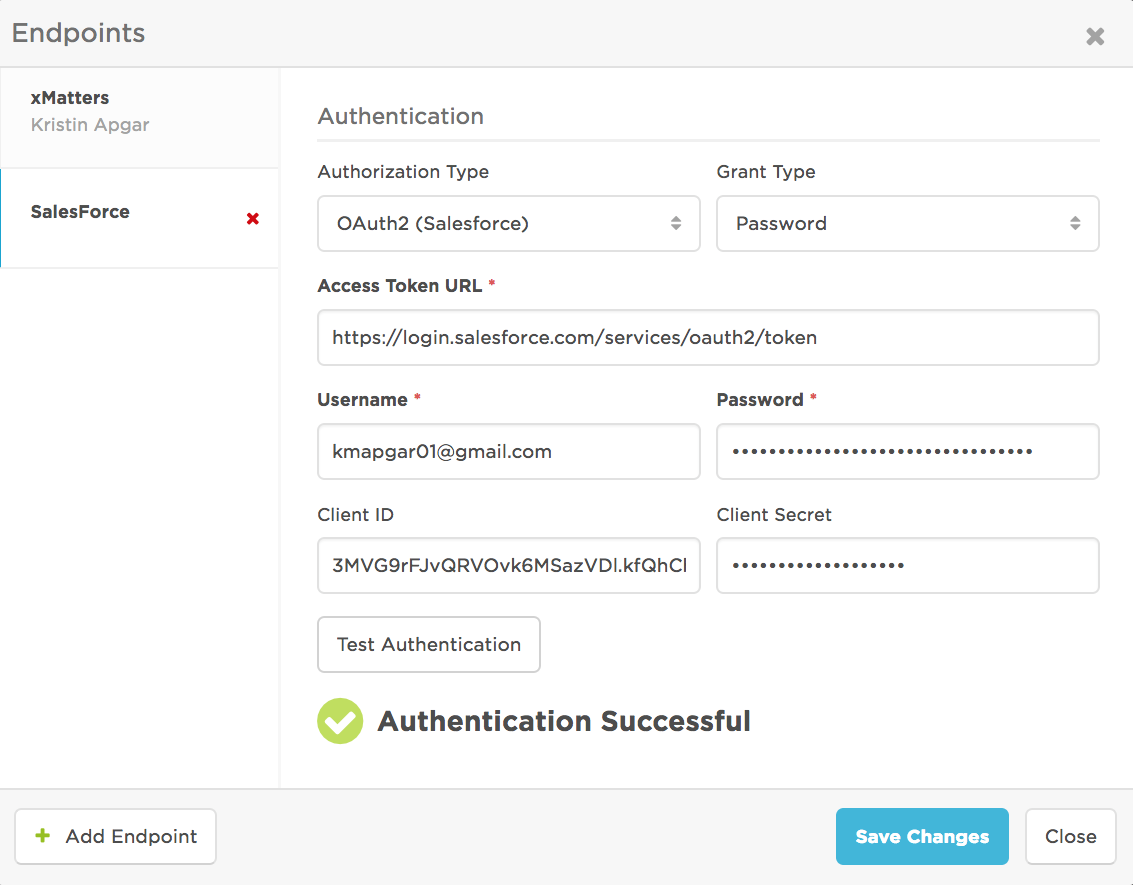 Endpoints
xMatters
Kristin Apgar
SalesForce
Authentication
Authorization Type Grant Type
OAuth2 (Salesforce) Password
Access Token URL *
https://login.salesforce.com/services/oauth2/token
Username * Password *
kmapgar01@gmail.com ••••••••••••••••••••••••••••••••
Client ID Client Secret
3MVG9rFJvQRVOvk6MSazVDl.kfQhCl •••••••••••••••••••
Test Authentication
Authentication Successful
Add Endpoint Save Changes Close